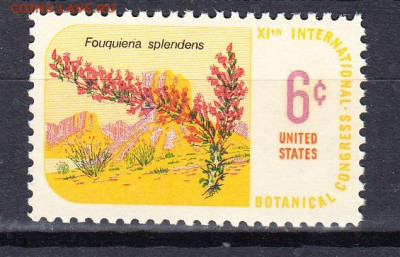 Fouquieria splendens
XITH INTERNATIONAL
BOTANICAL CONGRESS·
6¢
UNITED
STATES